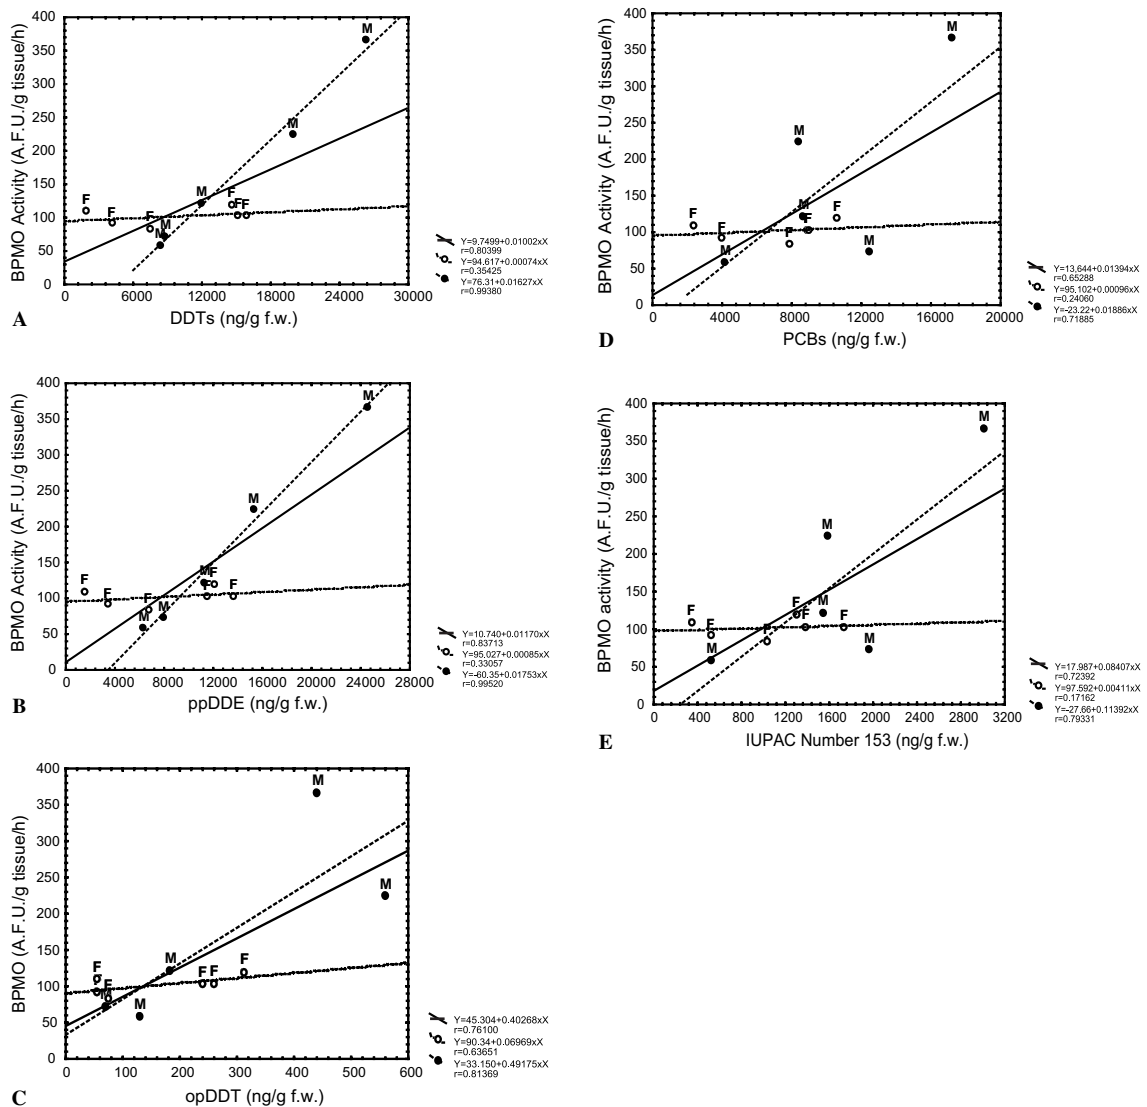 400
350
300
250
200
150
100
50
0
BPMO Activity (A.F.U./g tissue/h)
M
M
F
M
F
F
F
F F
M
M
0 6000 12000 18000 24000 30000
DDTs (ng/g f.w.)
A
Y=9.7499+0.01002xX
r=0.80399
Y=94.617+0.00074xX
r=0.35425
Y=76.31+0.01627xX
r=0.99380
400
350
300
250
200
150
100
50
0
BPMO Activity (A.F.U./g tissue/h)
M
M
F
F
F
M F
F F
M M
0 4000 8000 12000 16000 20000 24000 28000
ppDDE (ng/g f.w.)
B
Y=10.740+0.01170xX
r=0.83713
Y=95.027+0.00085xX
r=0.33057
Y=-60.35+0.01753xX
r=0.99520
400
350
300
250
200
150
100
50
0
BPMO (A.F.U./g tissue/h)
M
M
M
F
F
F
M
M
F F F
0 100 200 300 400 500 600
opDDT (ng/g f.w.)
C
Y=45.304+0.40268xX
r=0.76100
Y=90.34+0.06969xX
r=0.63651
Y=33.150+0.49175xX
r=0.81369
400
350
300
250
200
150
100
50
0
BPMO Activity (A.F.U./g tissue/h)
M
M
F
F
M
F
F
M
F
M
0 4000 8000 12000 16000 20000
PCBs (ng/g f.w.)
D
Y=13,644+0.01394xX
r=0.65288
Y=95.102+0.00096xX
r=0.24060
Y=-23.22+0.01886xX
r=0.71885
400
350
300
250
200
150
100
50
0
BPMO activity (A.F.U./g tissue/h)
M
M
F
F
M
F
F
M
F
F
M
0 400 1200 1600 2000 2400 2800 3200
IUPAC Number 153 (ng/g f.w.)
E
Y=17.987+0.08407xX
r=0.72392
Y=97.592+0.00411xX
r=0.17162
Y=-27.66+0.11392xX
r=0.79331